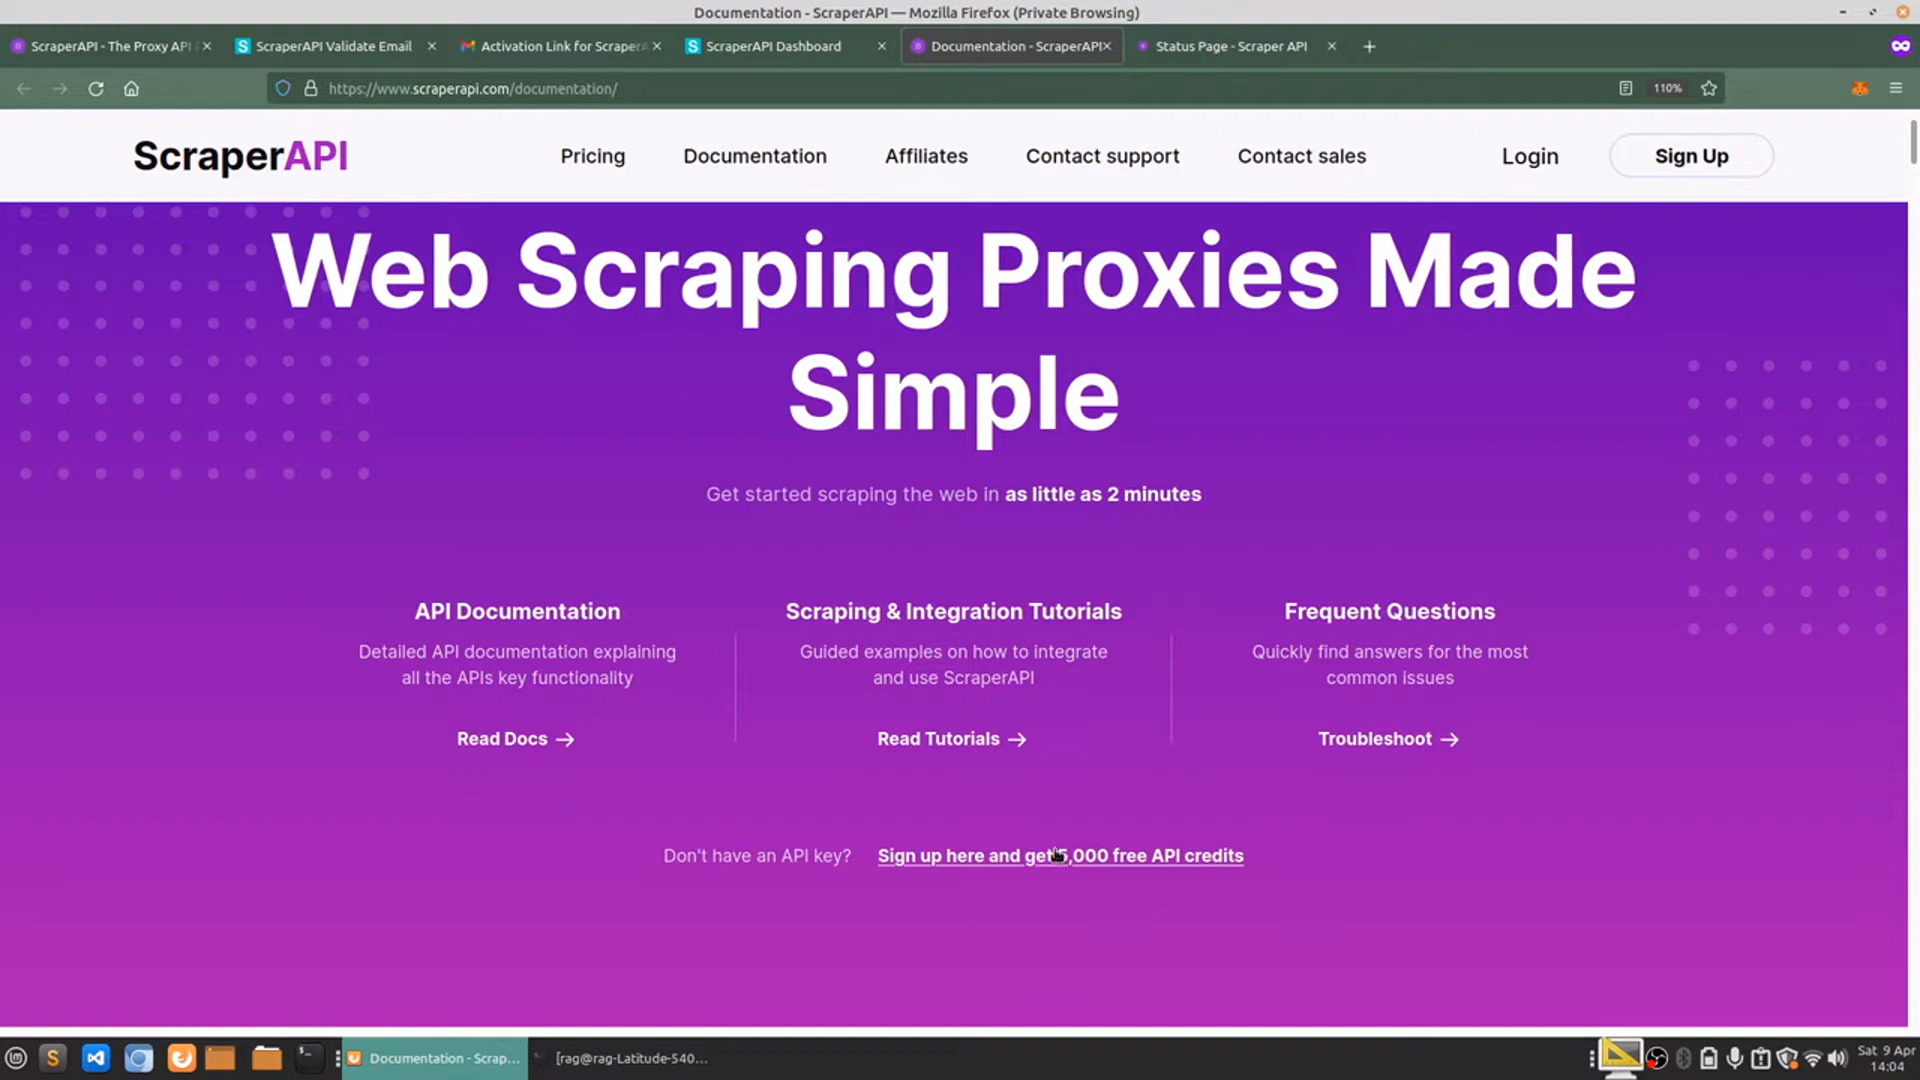 Documentation - ScraperAPI — Mozilla Firefox (Private Browsing)
ScraperAPI - The Proxy API
ScraperAPI Validate Email
Activation Link for Scraper
ScraperAPI Dashboard
Documentation - ScraperAPI
Status Page - Scraper API
https://www.scraperapi.com/documentation/
110%
ScraperAPI
Pricing
Documentation
Affiliates
Contact support
Contact sales
Login
Sign Up
Web Scraping Proxies Made
Simple
Get started scraping the web in as little as 2 minutes
API Documentation
Detailed API documentation explaining
all the APIs key functionality
Read Docs →
Scraping & Integration Tutorials
Guided examples on how to integrate
and use ScraperAPI
Read Tutorials →
Frequent Questions
Quickly find answers for the most
common issues
Troubleshoot →
Don't have an API key?
Sign up here and get 5,000 free API credits
Documentation - Scrap...
[rag@rag-Latitude-540...
Sat 9 Apr
14:04